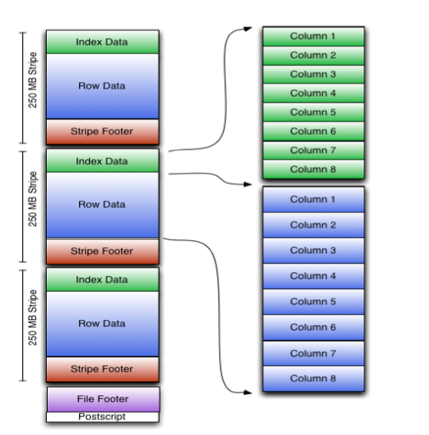 250 MB Stripe
Index Data
Row Data
Stripe Footer
250 MB Stripe
Index Data
Row Data
Stripe Footer
250 MB Stripe
Index Data
Row Data
Stripe Footer
File Footer
Postscript
Column 1
Column 2
Column 3
Column 4
Column 5
Column 6
Column 7
Column 8
Column 1
Column 2
Column 3
Column 4
Column 5
Column 6
Column 7
Column 8